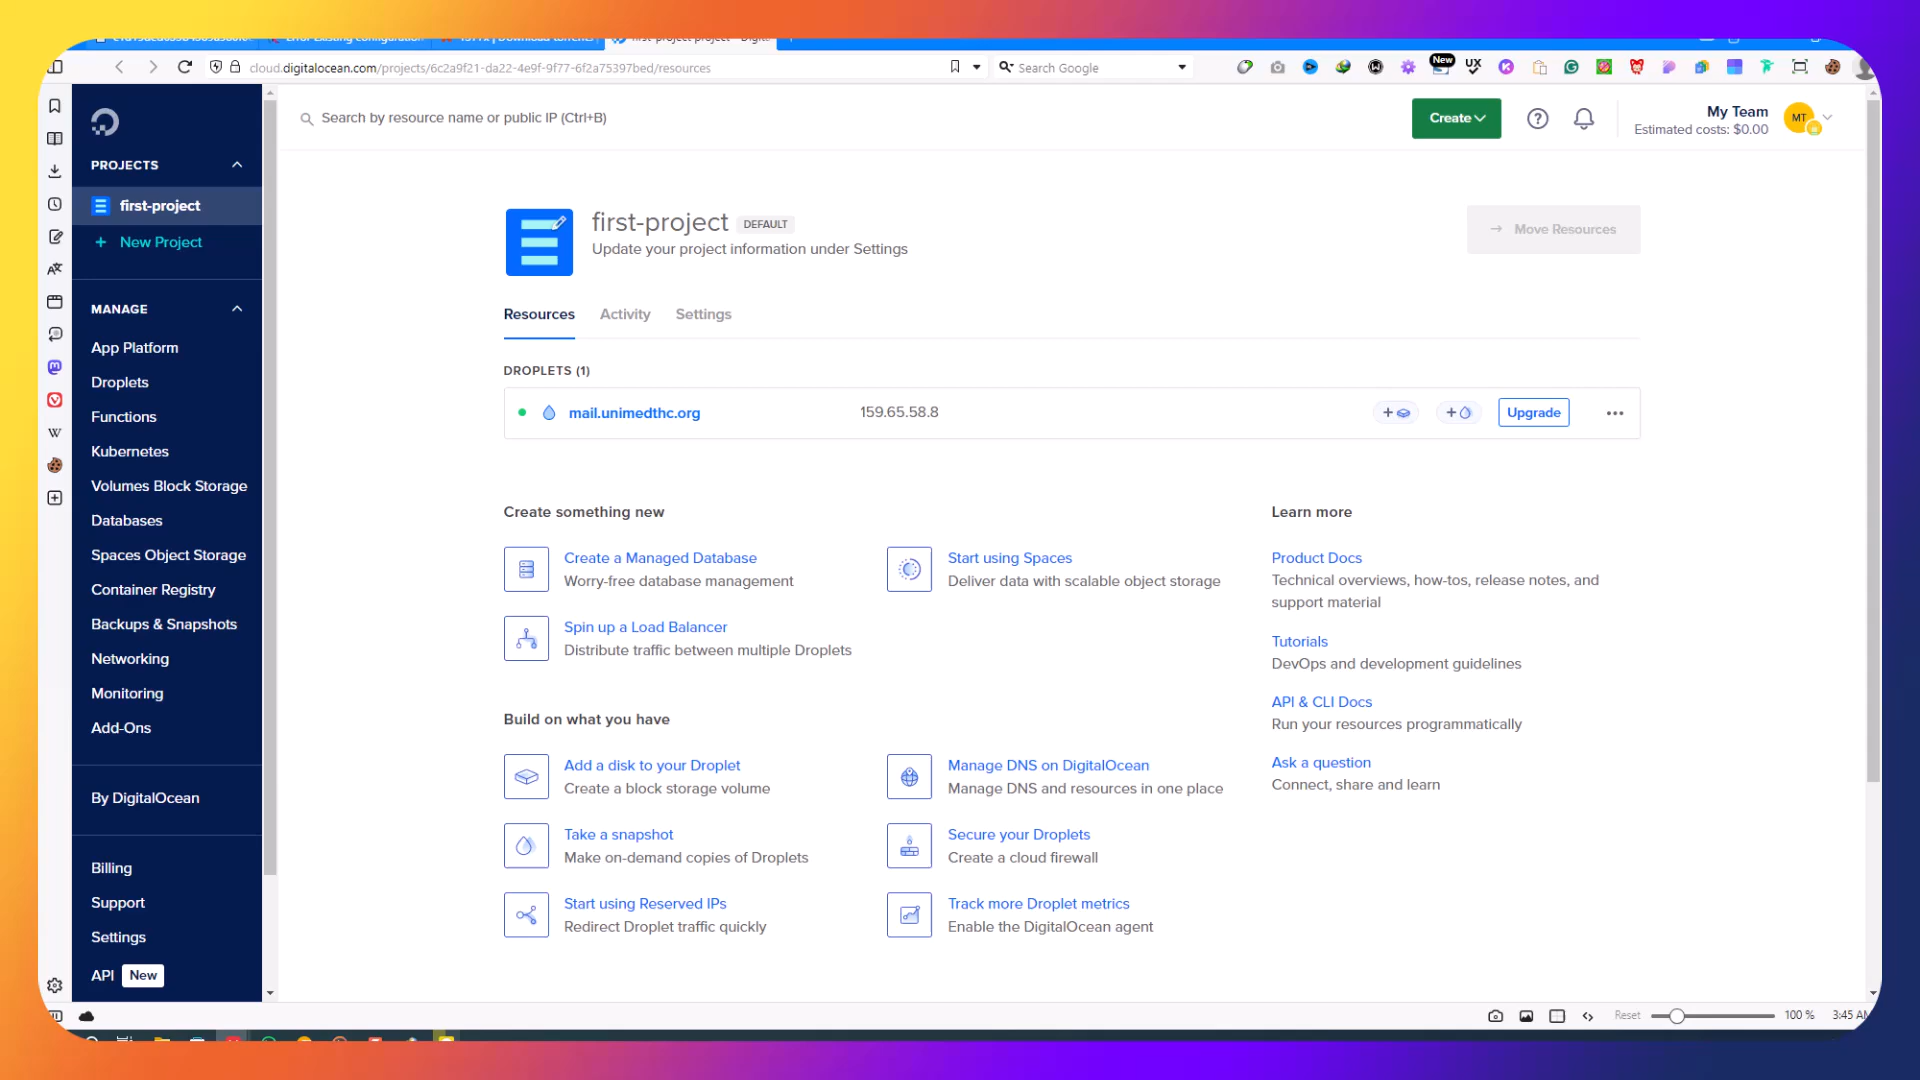 cloud.digitalocean.com/projects/6c2a9f21-da22-4e9f-9f77-6f2a75397bed/resources
Search Google
New
UX
Search by resource name or public IP (Ctrl+B)
Create
My Team
Estimated costs: $0.00
MT
PROJECTS
first-project
New Project
MANAGE
App Platform
Droplets
Functions
Kubernetes
Volumes Block Storage
Databases
Spaces Object Storage
Container Registry
Backups & Snapshots
Networking
Monitoring
Add-Ons
By DigitalOcean
Billing
Support
Settings
API New
first-project DEFAULT
Update your project information under Settings
Move Resources
Resources Activity Settings
DROPLETS (1)
mail.unimedthc.org 159.65.58.8 Upgrade
Create something new
Create a Managed Database
Worry-free database management
Start using Spaces
Deliver data with scalable object storage
Spin up a Load Balancer
Distribute traffic between multiple Droplets
Build on what you have
Add a disk to your Droplet
Create a block storage volume
Manage DNS on DigitalOcean
Manage DNS and resources in one place
Take a snapshot
Make on-demand copies of Droplets
Secure your Droplets
Create a cloud firewall
Start using Reserved IPs
Redirect Droplet traffic quickly
Track more Droplet metrics
Enable the DigitalOcean agent
Learn more
Product Docs
Technical overviews, how-tos, release notes, and
support material
Tutorials
DevOps and development guidelines
API & CLI Docs
Run your resources programmatically
Ask a question
Connect, share and learn
Reset 100 % 3:45 AM